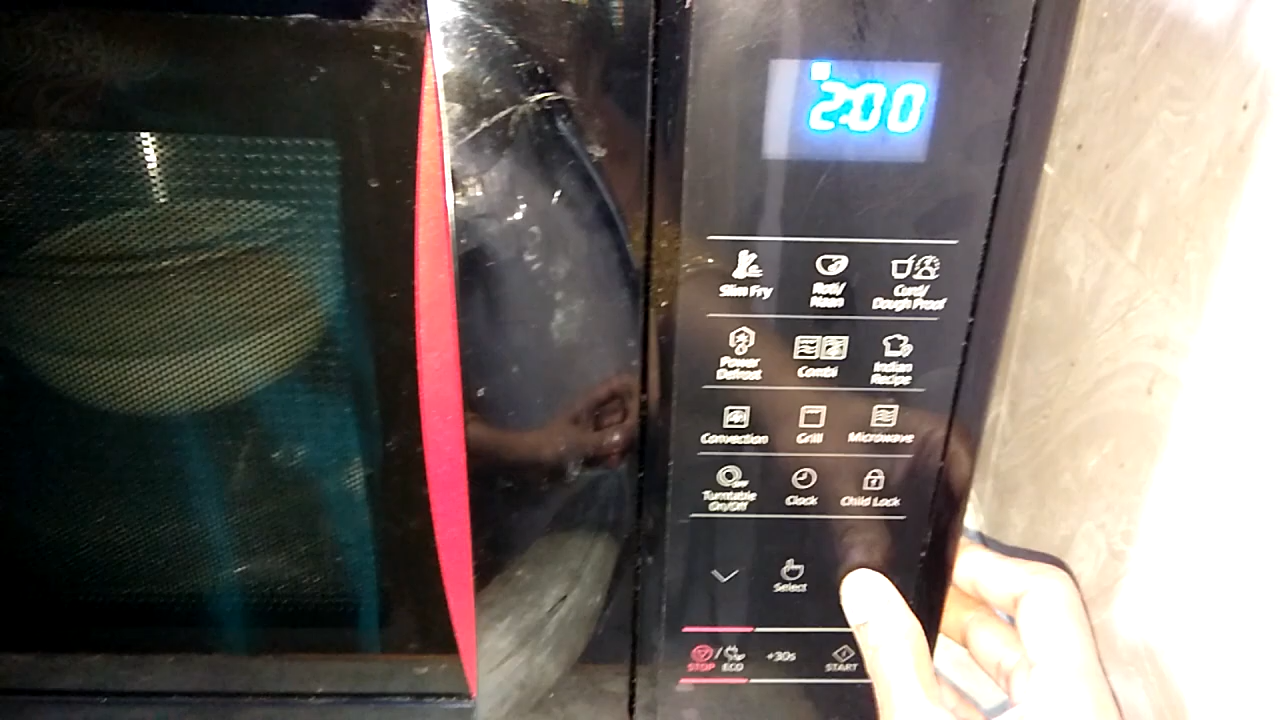 2:00
Slim Fry
Roti/
Naan
Curd/
Dough Proof
Power
Defrost
Combi
Indian
Recipe
Convection
Grill
Microwave
Turntable
On/Off
Clock
Child Lock
Select
STOP / ECO
+30s
START